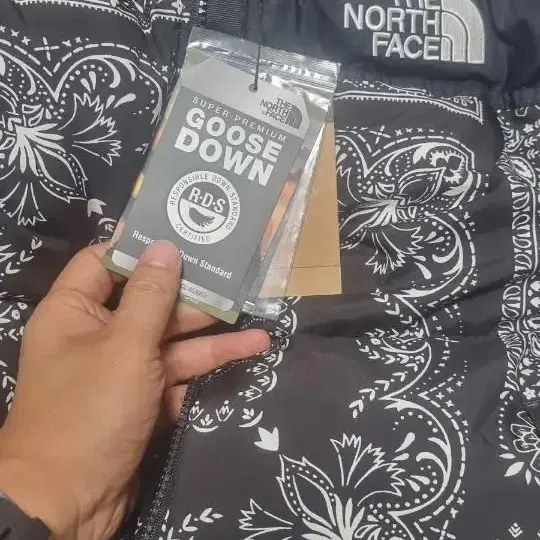 THE
NORTH
FACE
THE
NORTH
FACE
SUPER PREMIUM
GOOSE
DOWN
RESPONSIBLE DOWN STANDARD
R·D·S
CERTIFIED
Down Standard